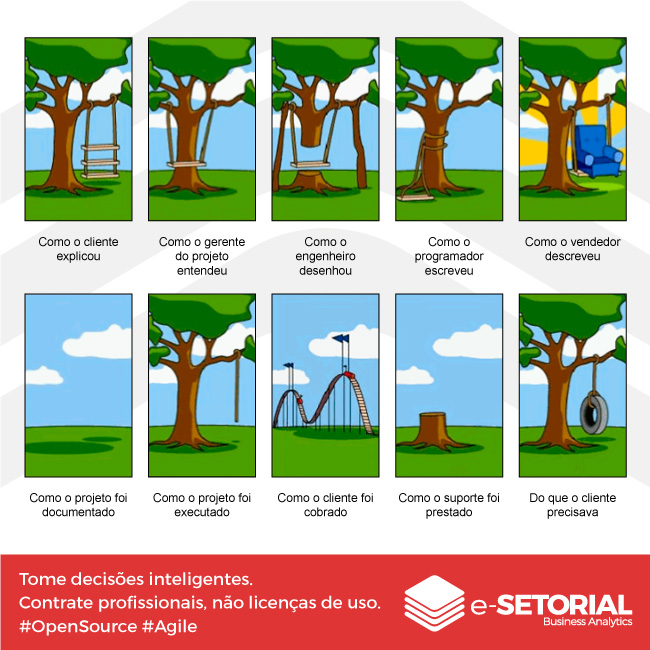 Como o cliente
explicou
Como o gerente
do projeto
entendeu
Como o
engenheiro
desenhou
Como o
programador
escreveu
Como o vendedor
descreveu
Como o projeto foi
documentado
Como o projeto foi
executado
Como o cliente foi
cobrado
Como o suporte foi
prestado
Do que o cliente
precisava
Tome decisões inteligentes.
Contrate profissionais, não licenças de uso.
#OpenSource #Agile
e-SETORIAL
Business Analytics